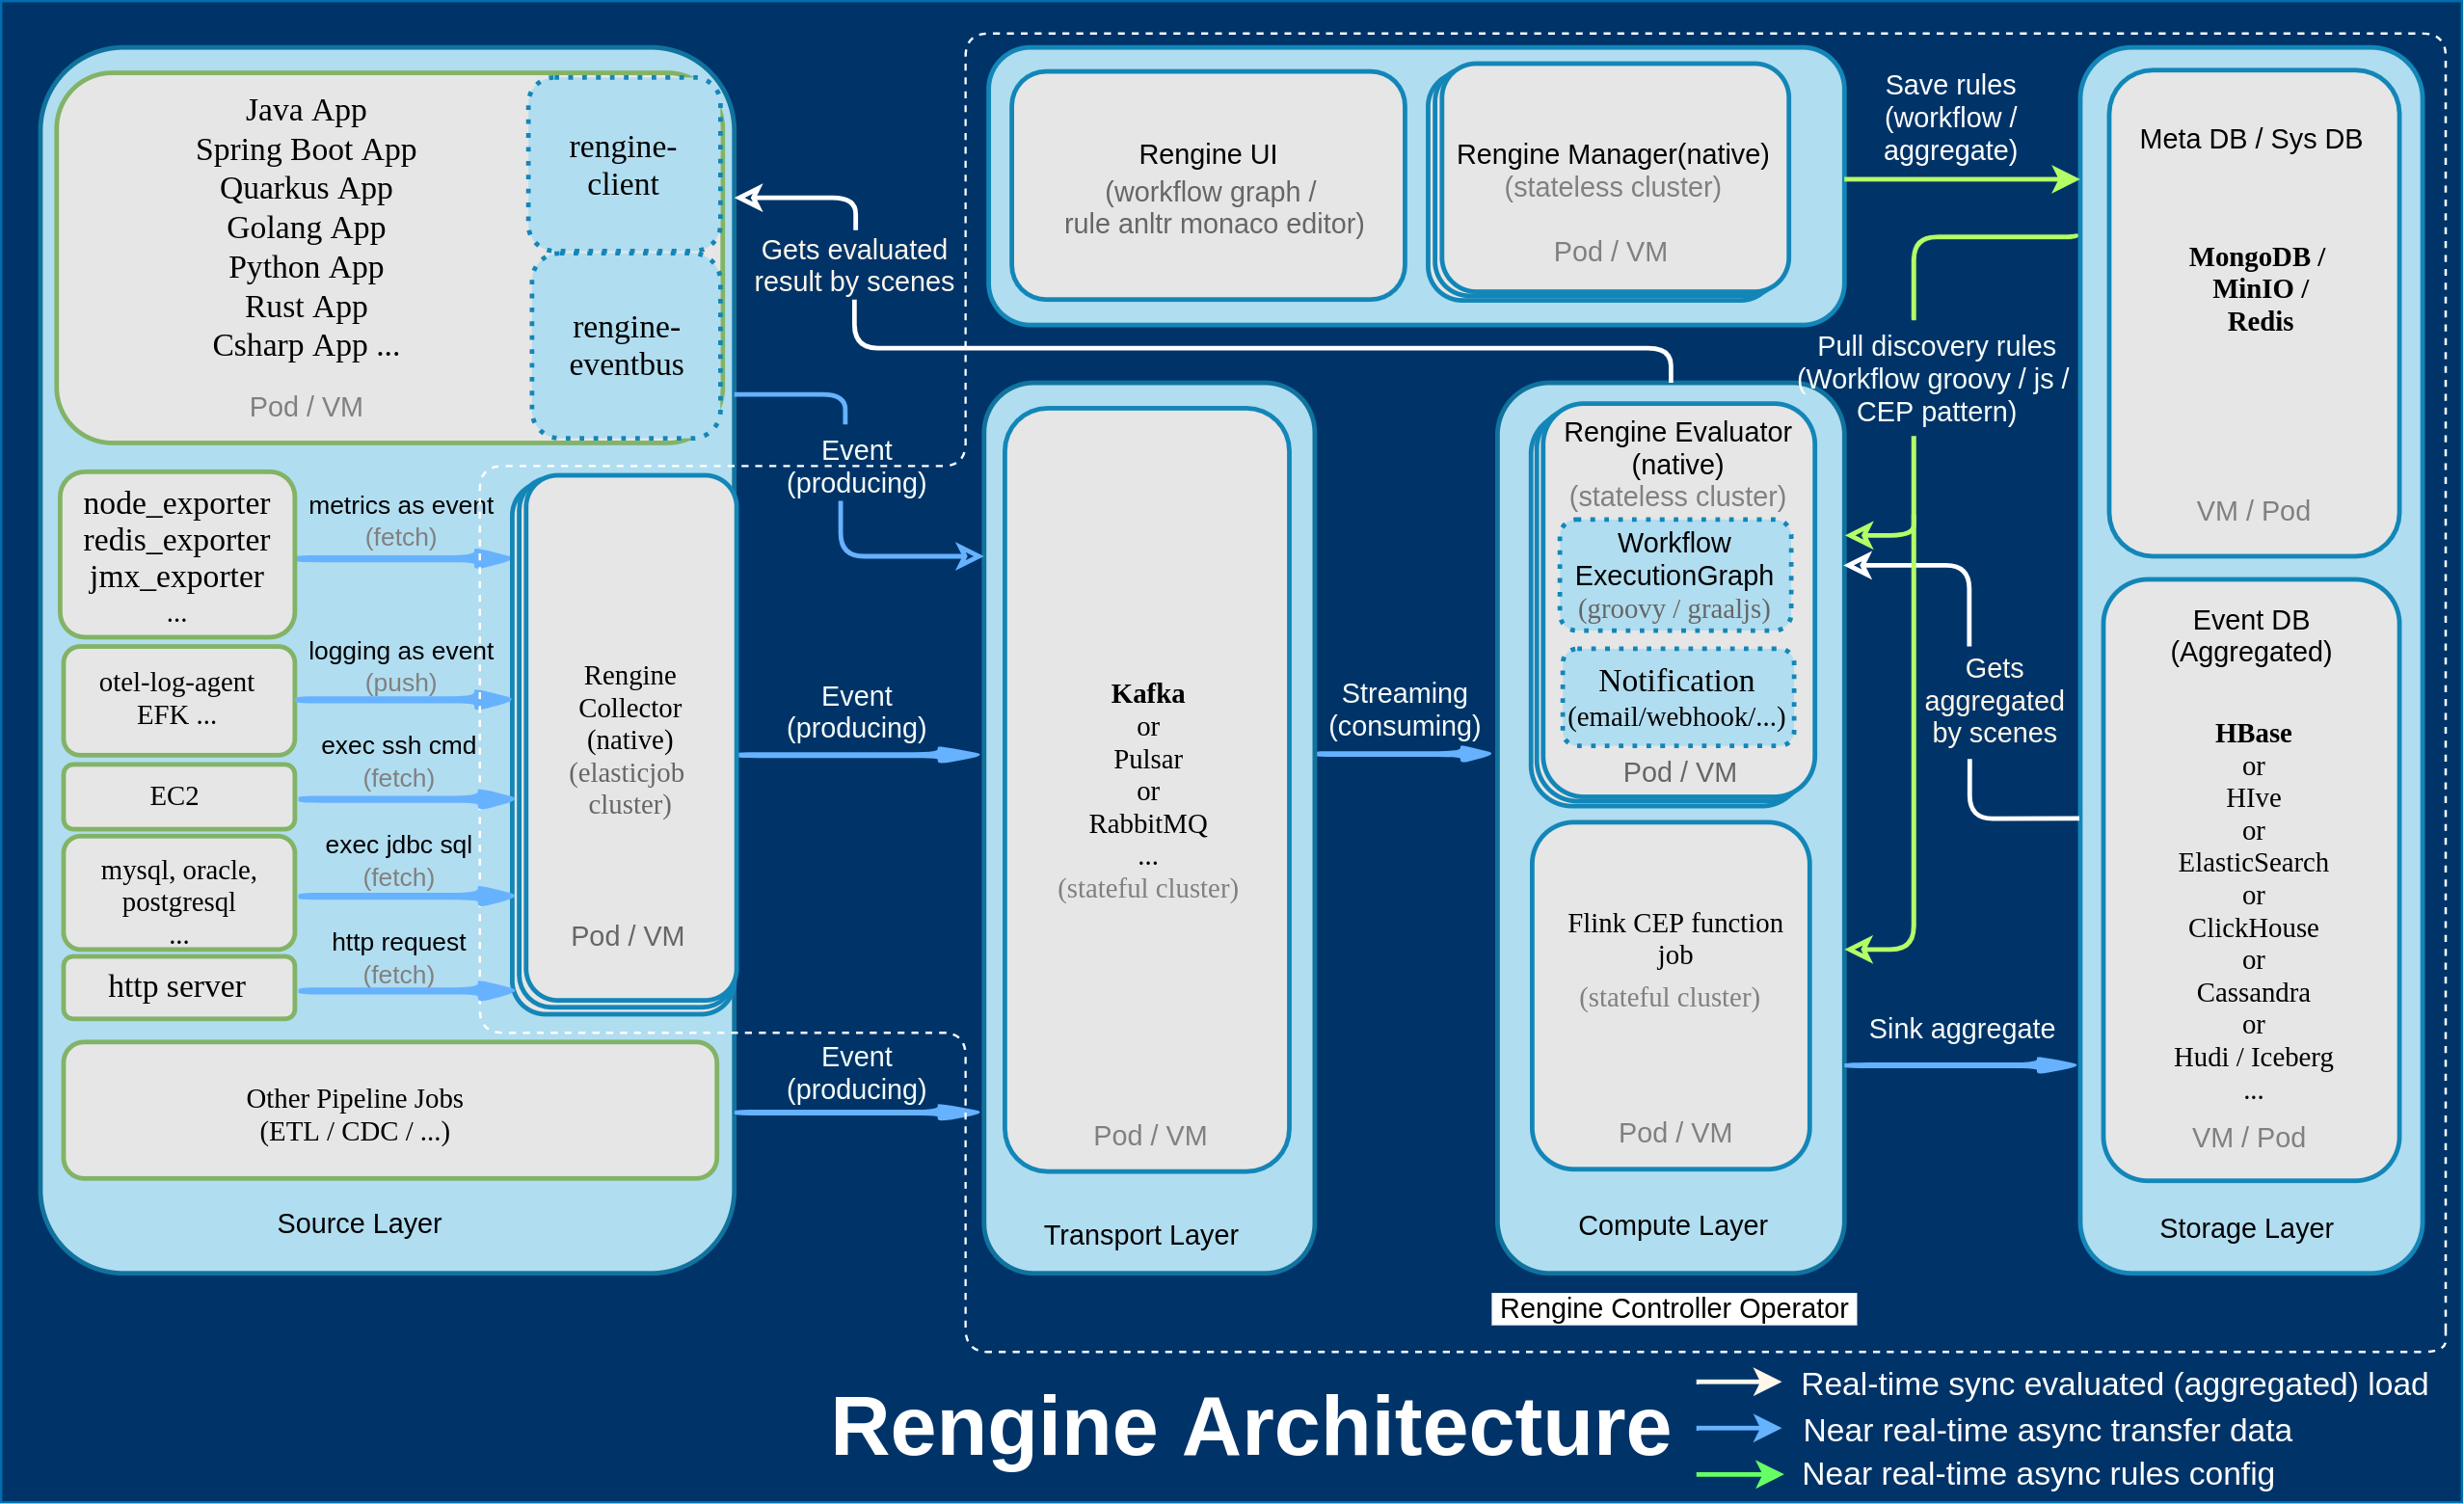 Java App
Spring Boot App
Quarkus App
Golang App
Python App
Rust App
Csharp App ...
Pod / VM
rengine-
client
rengine-
eventbus
node_exporter
redis_exporter
jmx_exporter
...
otel-log-agent
EFK ...
EC2
mysql, oracle,
postgresql
...
http server
metrics as event
(fetch)
logging as event
(push)
exec ssh cmd
(fetch)
exec jdbc sql
(fetch)
http request
(fetch)
Rengine
Collector
(native)
(elasticjob
cluster)
Pod / VM
Other Pipeline Jobs
(ETL / CDC / ...)
Source Layer
Gets evaluated
result by scenes
Event
(producing)
Event
(producing)
Event
(producing)
Rengine UI
(workflow graph /
rule anltr monaco editor)
Rengine Manager(native)
(stateless cluster)
Pod / VM
Kafka
or
Pulsar
or
RabbitMQ
...
(stateful cluster)
Pod / VM
Transport Layer
Streaming
(consuming)
Rengine Evaluator
(native)
(stateless cluster)
Workflow
ExecutionGraph
(groovy / graaljs)
Notification
(email/webhook/...)
Pod / VM
Flink CEP function
job
(stateful cluster)
Pod / VM
Compute Layer
Save rules
(workflow /
aggregate)
Pull discovery rules
(Workflow groovy / js /
CEP pattern)
Gets
aggregated
by scenes
Sink aggregate
Meta DB / Sys DB
MongoDB /
MinIO /
Redis
VM / Pod
Event DB
(Aggregated)
HBase
or
HIve
or
ElasticSearch
or
ClickHouse
or
Cassandra
or
Hudi / Iceberg
...
VM / Pod
Storage Layer
Rengine Controller Operator
Rengine Architecture
Real-time sync evaluated (aggregated) load
Near real-time async transfer data
Near real-time async rules config